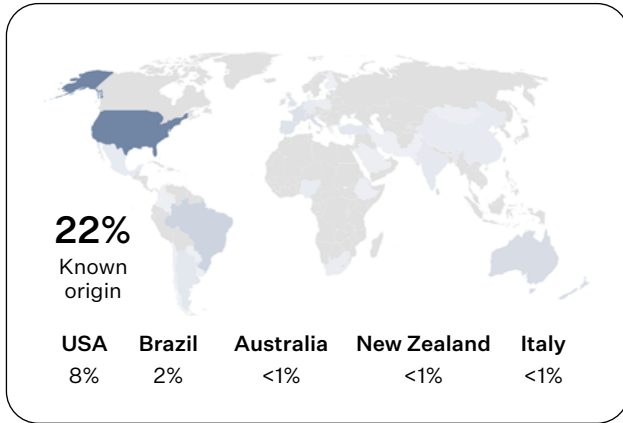 22%
Known
origin
USA Brazil Australia New Zealand Italy
8% 2% <1% <1% <1%